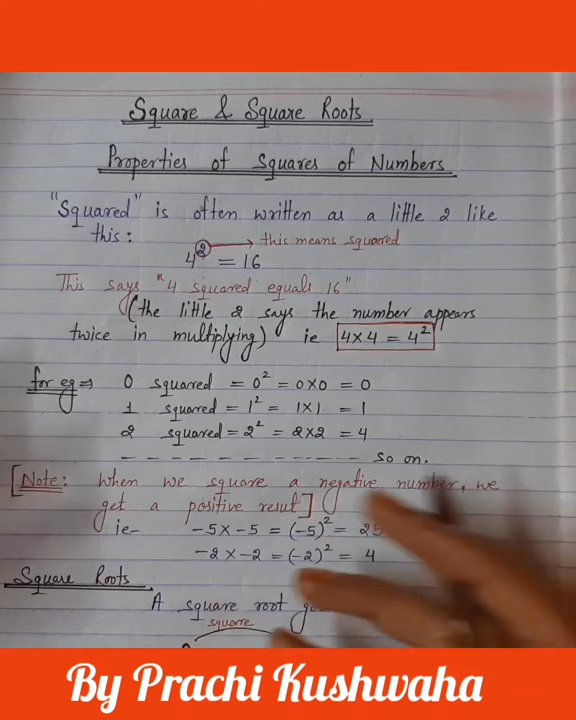 Square & Square Roots
Properties of Squares of Numbers
"Squared" is often written as a little 2 like
this:
4² = 16 → this means squared
This says "4 squared equals 16"
(the little 2 says the number appears
twice in multiplying) ie 4×4 = 4²
for eg ⇒ 0 squared = 0² = 0×0 = 0
1 squared = 1² = 1×1 = 1
2 squared = 2² = 2×2 = 4
— — — — — — — — — — — so on.
[Note: When we square a negative number, we
get a positive result]
ie- -5×-5 = (-5)² = 25
-2×-2 = (-2)² = 4
Square Roots
A square root
square
By Prachi Kushwaha